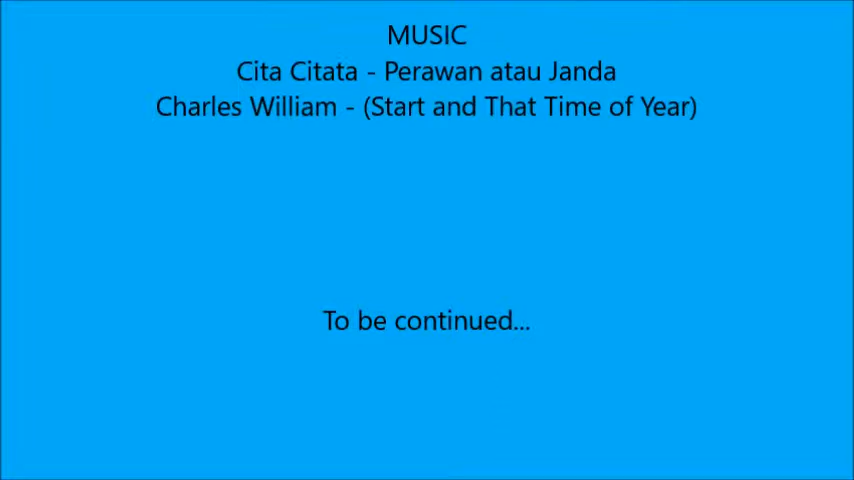 MUSIC
Cita Citata - Perawan atau Janda
Charles William - (Start and That Time of Year)
To be continued...